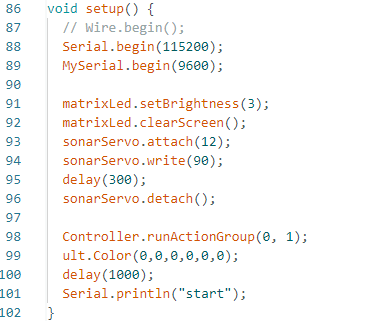 86 void setup() {
87 // Wire.begin();
88 Serial.begin(115200);
89 MySerial.begin(9600);
90
91 matrixLed.setBrightness(3);
92 matrixLed.clearScreen();
93 sonarServo.attach(12);
94 sonarServo.write(90);
95 delay(300);
96 sonarServo.detach();
97
98 Controller.runActionGroup(0, 1);
99 ult.Color(0,0,0,0,0,0);
100 delay(1000);
101 Serial.println("start");
102 }